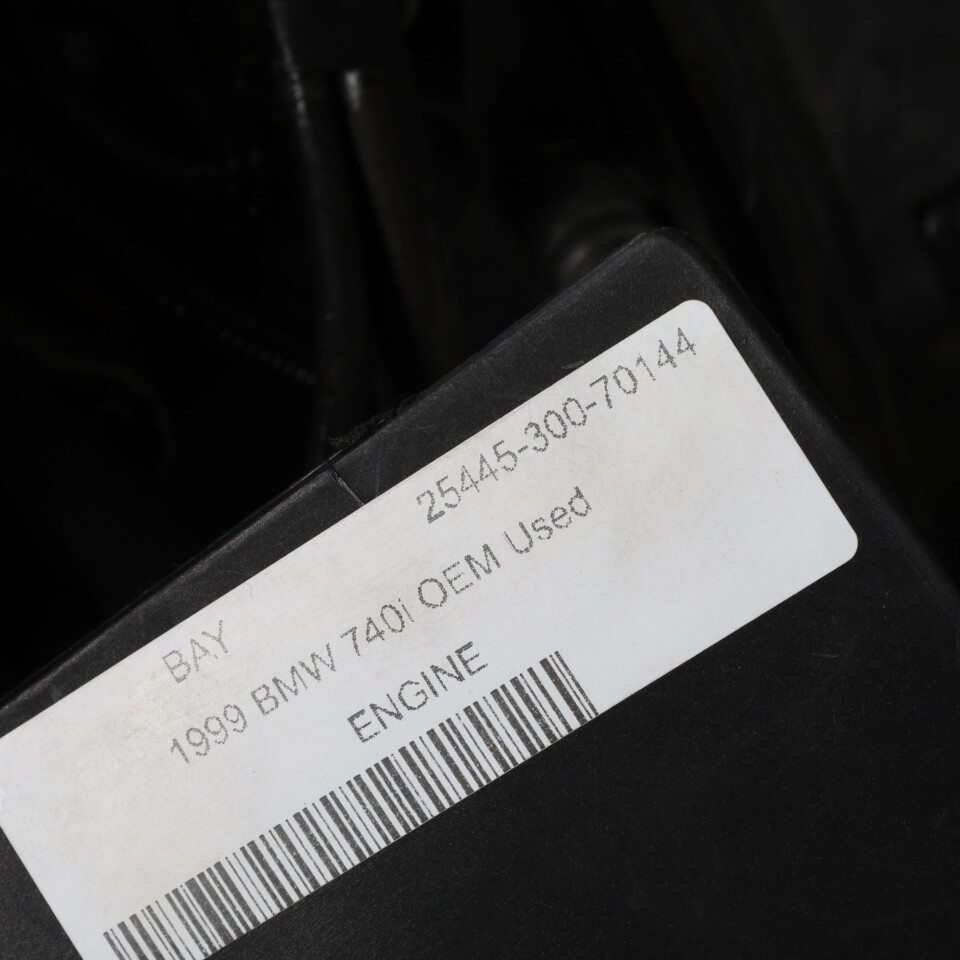 25445-300-70144
BAY
1999 BMW 740i OEM Used
ENGINE